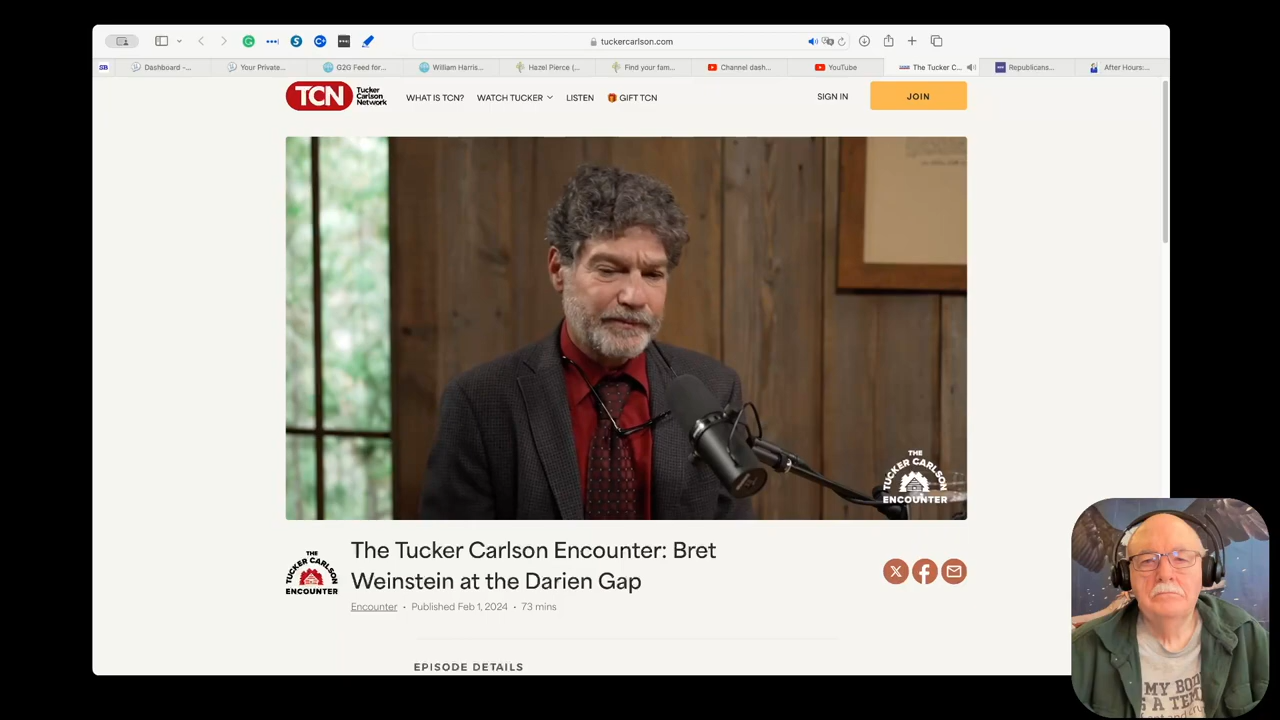 tuckercarlson.com
SB
Dashboard -...
Your Private...
G2G Feed for...
William Harris...
Hazel Pierce (...
Find your fam...
Channel dash...
YouTube
The Tucker C...
Republicans...
After Hours:...
TCN
Tucker
Carlson
Network
WHAT IS TCN?
WATCH TUCKER
LISTEN
GIFT TCN
SIGN IN
JOIN
THE
TUCKER CARLSON
ENCOUNTER
THE
TUCKER CARLSON
ENCOUNTER
The Tucker Carlson Encounter: Bret
Weinstein at the Darien Gap
Encounter • Published Feb 1, 2024 • 73 mins
EPISODE DETAILS
MY BOD
S A TEM